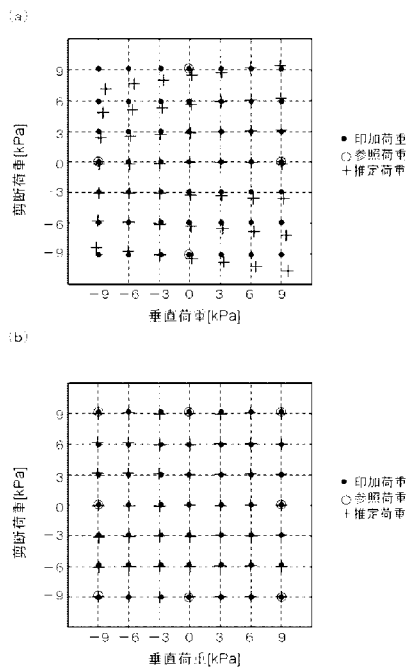 (a)
9
6
3
0
−3
−6
−9
剪断荷重[kPa]
−9 −6 −3 0 3 6 9
垂直荷重[kPa]
● 印加荷重
○ 参照荷重
+ 推定荷重
(b)
9
6
3
0
−3
−6
−9
剪断荷重[kPa]
−9 −6 −3 0 3 6 9
垂直荷重[kPa]
● 印加荷重
○ 参照荷重
+ 推定荷重